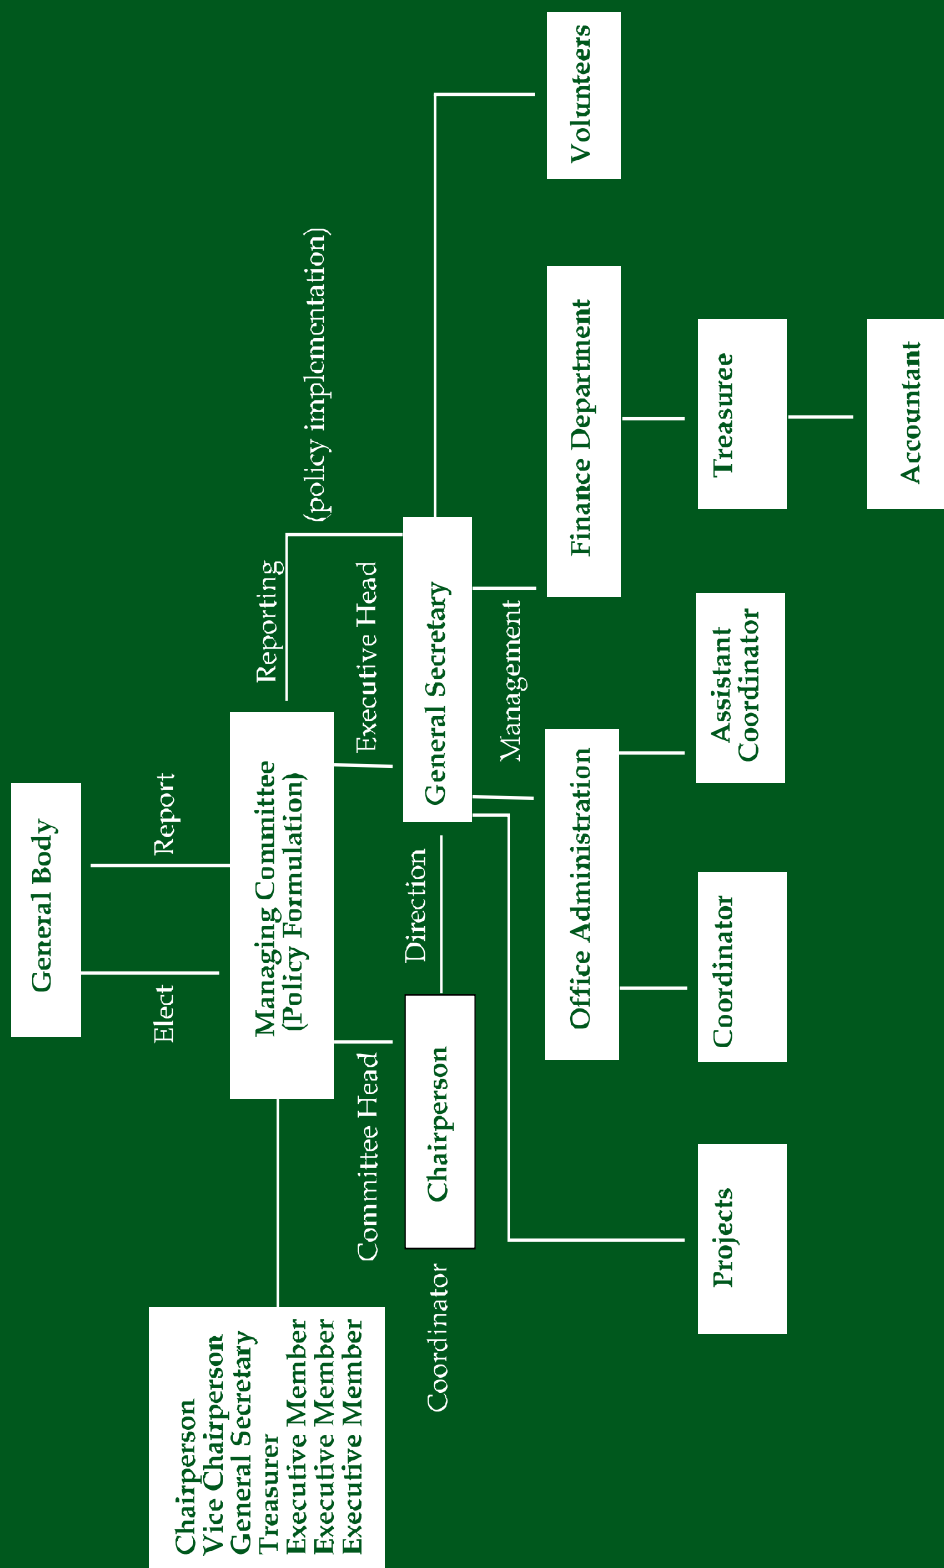 General Body
Elect
Report
Chairperson
Vice Chairperson
General Secretary
Treasurer
Executive Member
Executive Member
Executive Member
Managing Committee
(Policy Formulation)
Reporting
(policy implementation)
Committee Head
Executive Head
Coordinator
Chairperson
Direction
General Secretary
Management
Office Administration
Finance Department
Volunteers
Projects
Coordinator
Assistant
Coordinator
Treasuree
Accountant